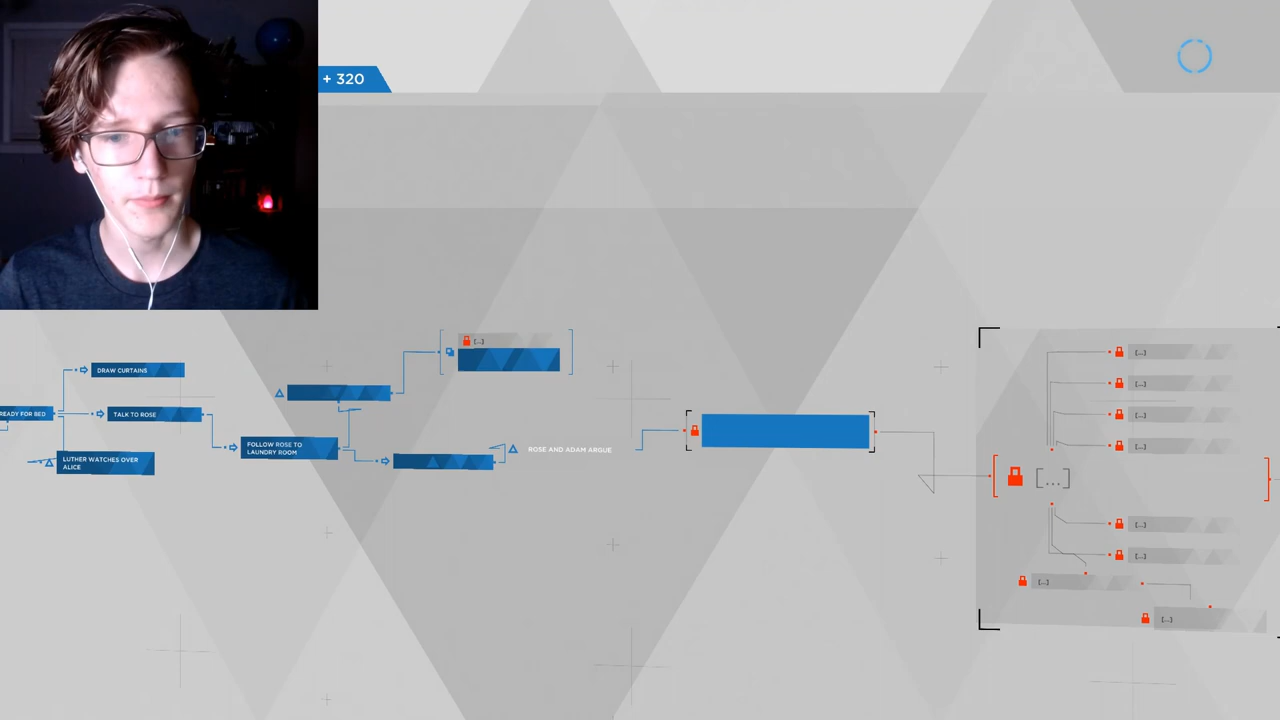 + 320
[...]
DRAW CURTAINS
READY FOR BED
TALK TO ROSE
LUTHER WATCHES OVER
ALICE
FOLLOW ROSE TO
LAUNDRY ROOM
ROSE AND ADAM ARGUE
[...]
[...]
[...]
[...]
[...]
[...]
[...]
[...]
[...]